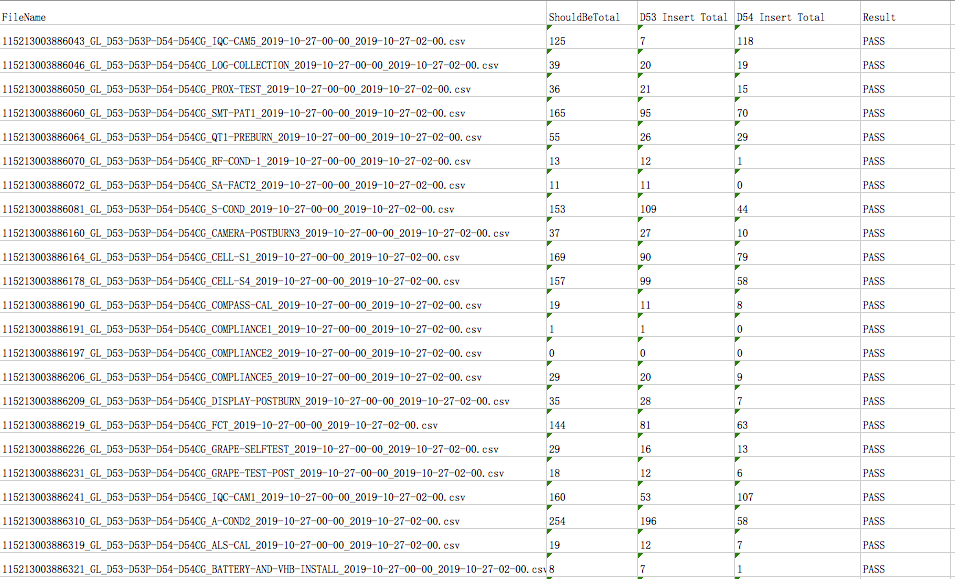 FileName ShouldBeTotal D53 Insert Total D54 Insert Total Result
115213003886043_GL_D53-D53P-D54-D54CG_IQC-CAM5_2019-10-27-00-00_2019-10-27-02-00.csv 125 7 118 PASS
115213003886046_GL_D53-D53P-D54-D54CG_LOG-COLLECTION_2019-10-27-00-00_2019-10-27-02-00.csv 39 20 19 PASS
115213003886050_GL_D53-D53P-D54-D54CG_PROX-TEST_2019-10-27-00-00_2019-10-27-02-00.csv 36 21 15 PASS
115213003886060_GL_D53-D53P-D54-D54CG_SMT-PAT1_2019-10-27-00-00_2019-10-27-02-00.csv 165 95 70 PASS
115213003886064_GL_D53-D53P-D54-D54CG_QT1-PREBURN_2019-10-27-00-00_2019-10-27-02-00.csv 55 26 29 PASS
115213003886070_GL_D53-D53P-D54-D54CG_RF-COND-1_2019-10-27-00-00_2019-10-27-02-00.csv 13 12 1 PASS
115213003886072_GL_D53-D53P-D54-D54CG_SA-FACT2_2019-10-27-00-00_2019-10-27-02-00.csv 11 11 0 PASS
115213003886081_GL_D53-D53P-D54-D54CG_S-COND_2019-10-27-00-00_2019-10-27-02-00.csv 153 109 44 PASS
115213003886160_GL_D53-D53P-D54-D54CG_CAMERA-POSTBURN3_2019-10-27-00-00_2019-10-27-02-00.csv 37 27 10 PASS
115213003886164_GL_D53-D53P-D54-D54CG_CELL-S1_2019-10-27-00-00_2019-10-27-02-00.csv 169 90 79 PASS
115213003886178_GL_D53-D53P-D54-D54CG_CELL-S4_2019-10-27-00-00_2019-10-27-02-00.csv 157 99 58 PASS
115213003886190_GL_D53-D53P-D54-D54CG_COMPASS-CAL_2019-10-27-00-00_2019-10-27-02-00.csv 19 11 8 PASS
115213003886191_GL_D53-D53P-D54-D54CG_COMPLIANCE1_2019-10-27-00-00_2019-10-27-02-00.csv 1 1 0 PASS
115213003886197_GL_D53-D53P-D54-D54CG_COMPLIANCE2_2019-10-27-00-00_2019-10-27-02-00.csv 0 0 0 PASS
115213003886206_GL_D53-D53P-D54-D54CG_COMPLIANCE5_2019-10-27-00-00_2019-10-27-02-00.csv 29 20 9 PASS
115213003886209_GL_D53-D53P-D54-D54CG_DISPLAY-POSTBURN_2019-10-27-00-00_2019-10-27-02-00.csv 35 28 7 PASS
115213003886219_GL_D53-D53P-D54-D54CG_FCT_2019-10-27-00-00_2019-10-27-02-00.csv 144 81 63 PASS
115213003886226_GL_D53-D53P-D54-D54CG_GRAPE-SELFTEST_2019-10-27-00-00_2019-10-27-02-00.csv 29 16 13 PASS
115213003886231_GL_D53-D53P-D54-D54CG_GRAPE-TEST-POST_2019-10-27-00-00_2019-10-27-02-00.csv 18 12 6 PASS
115213003886241_GL_D53-D53P-D54-D54CG_IQC-CAM1_2019-10-27-00-00_2019-10-27-02-00.csv 160 53 107 PASS
115213003886310_GL_D53-D53P-D54-D54CG_A-COND2_2019-10-27-00-00_2019-10-27-02-00.csv 254 196 58 PASS
115213003886319_GL_D53-D53P-D54-D54CG_ALS-CAL_2019-10-27-00-00_2019-10-27-02-00.csv 19 12 7 PASS
115213003886321_GL_D53-D53P-D54-D54CG_BATTERY-AND-VHB-INSTALL_2019-10-27-00-00_2019-10-27-02-00.csv 8 7 1 PASS